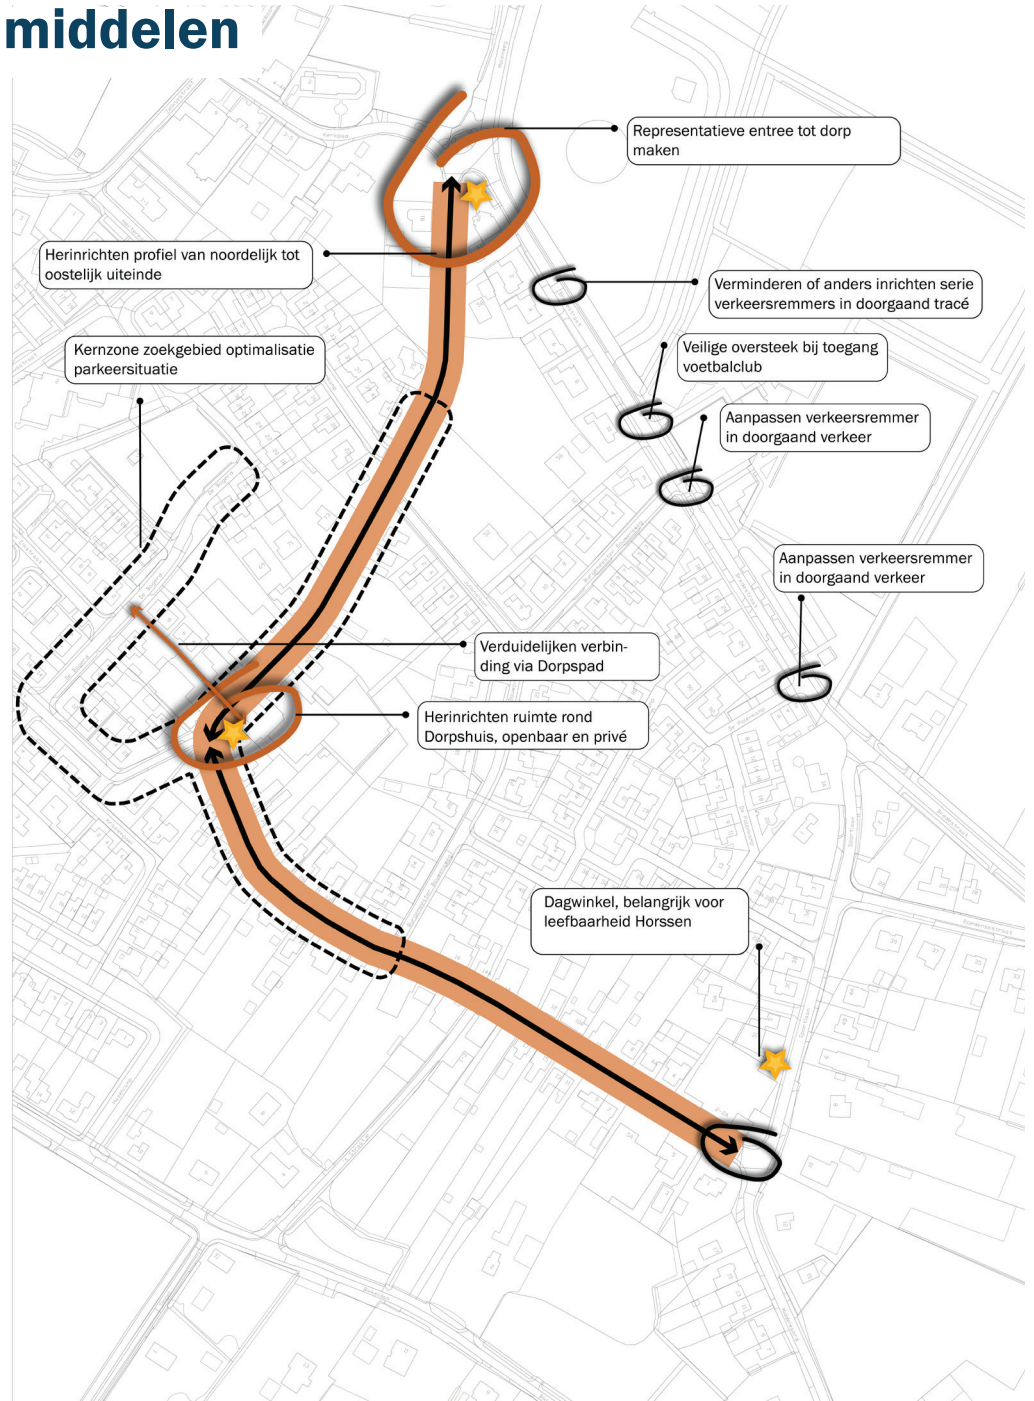 middelen
Representatieve entree tot dorp
maken
Herinrichten profiel van noordelijk tot
oostelijk uiteinde
Verminderen of anders inrichten serie
verkeersremmers in doorgaand tracé
Kernzone zoekgebied optimalisatie
parkeersituatie
Veilige oversteek bij toegang
voetbalclub
Aanpassen verkeersremmer
in doorgaand verkeer
Aanpassen verkeersremmer
in doorgaand verkeer
Verduidelijken verbin-
ding via Dorpspad
Herinrichten ruimte rond
Dorpshuis, openbaar en privé
Dagwinkel, belangrijk voor
leefbaarheid Horssen